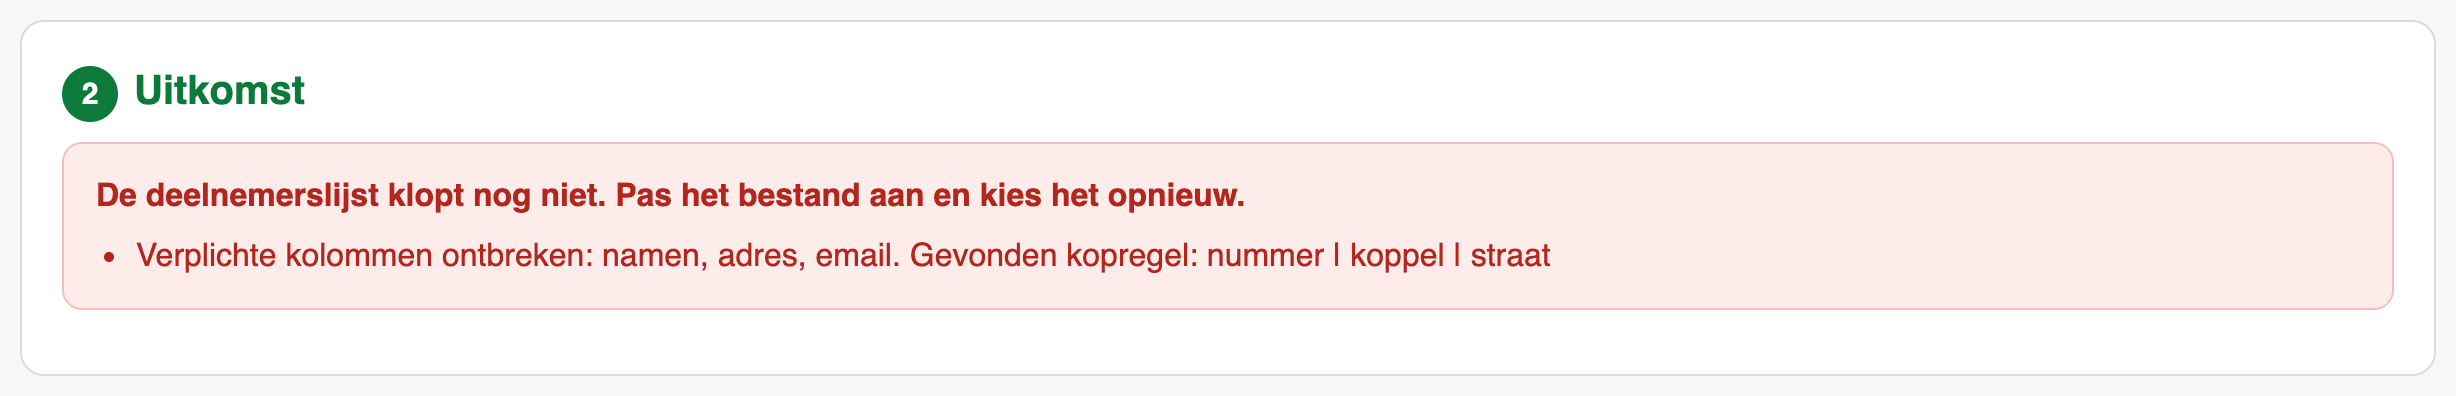 2 Uitkomst
De deelnemerslijst klopt nog niet. Pas het bestand aan en kies het opnieuw.
• Verplichte kolommen ontbreken: namen, adres, email. Gevonden kopregel: nummer | koppel | straat